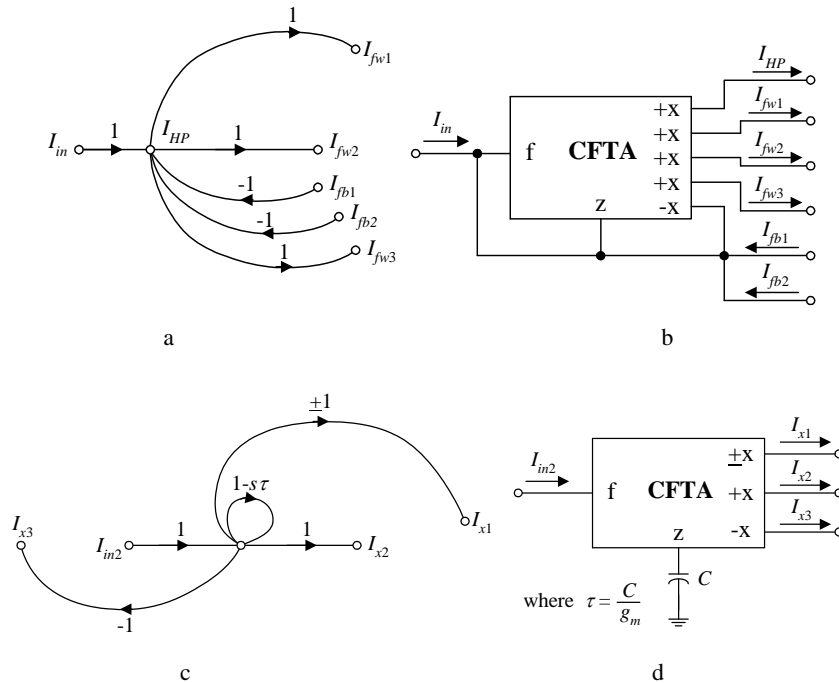 1
I_fw1
I_in
1
I_HP
1
I_fw2
-1
I_fb1
-1
I_fb2
1
I_fw3
a
I_HP
I_in
+x
I_fw1
+x
f
CFTA
I_fw2
+x
+x
I_fw3
z
-x
I_fb1
I_fb2
b
±1
1-sτ
I_x1
I_x3
I_in2
1
1
I_x2
-1
c
I_x1
I_in2
±x
I_x2
f
CFTA
+x
I_x3
z
-x
C
where τ = C/g_m
d